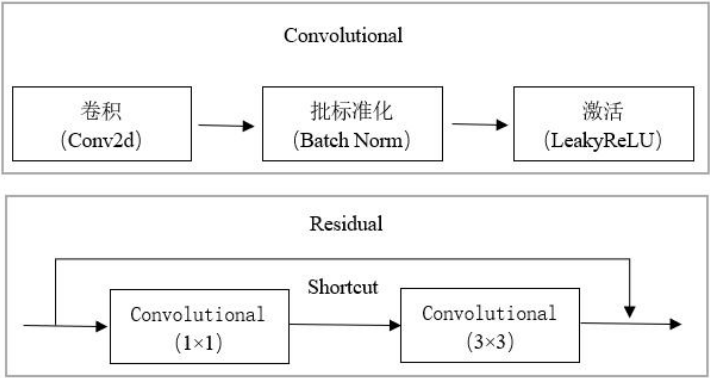 Convolutional
卷积
（Conv2d）
批标准化
（Batch Norm）
激活
（LeakyReLU）
Residual
Shortcut
Convolutional
（1×1）
Convolutional
（3×3）